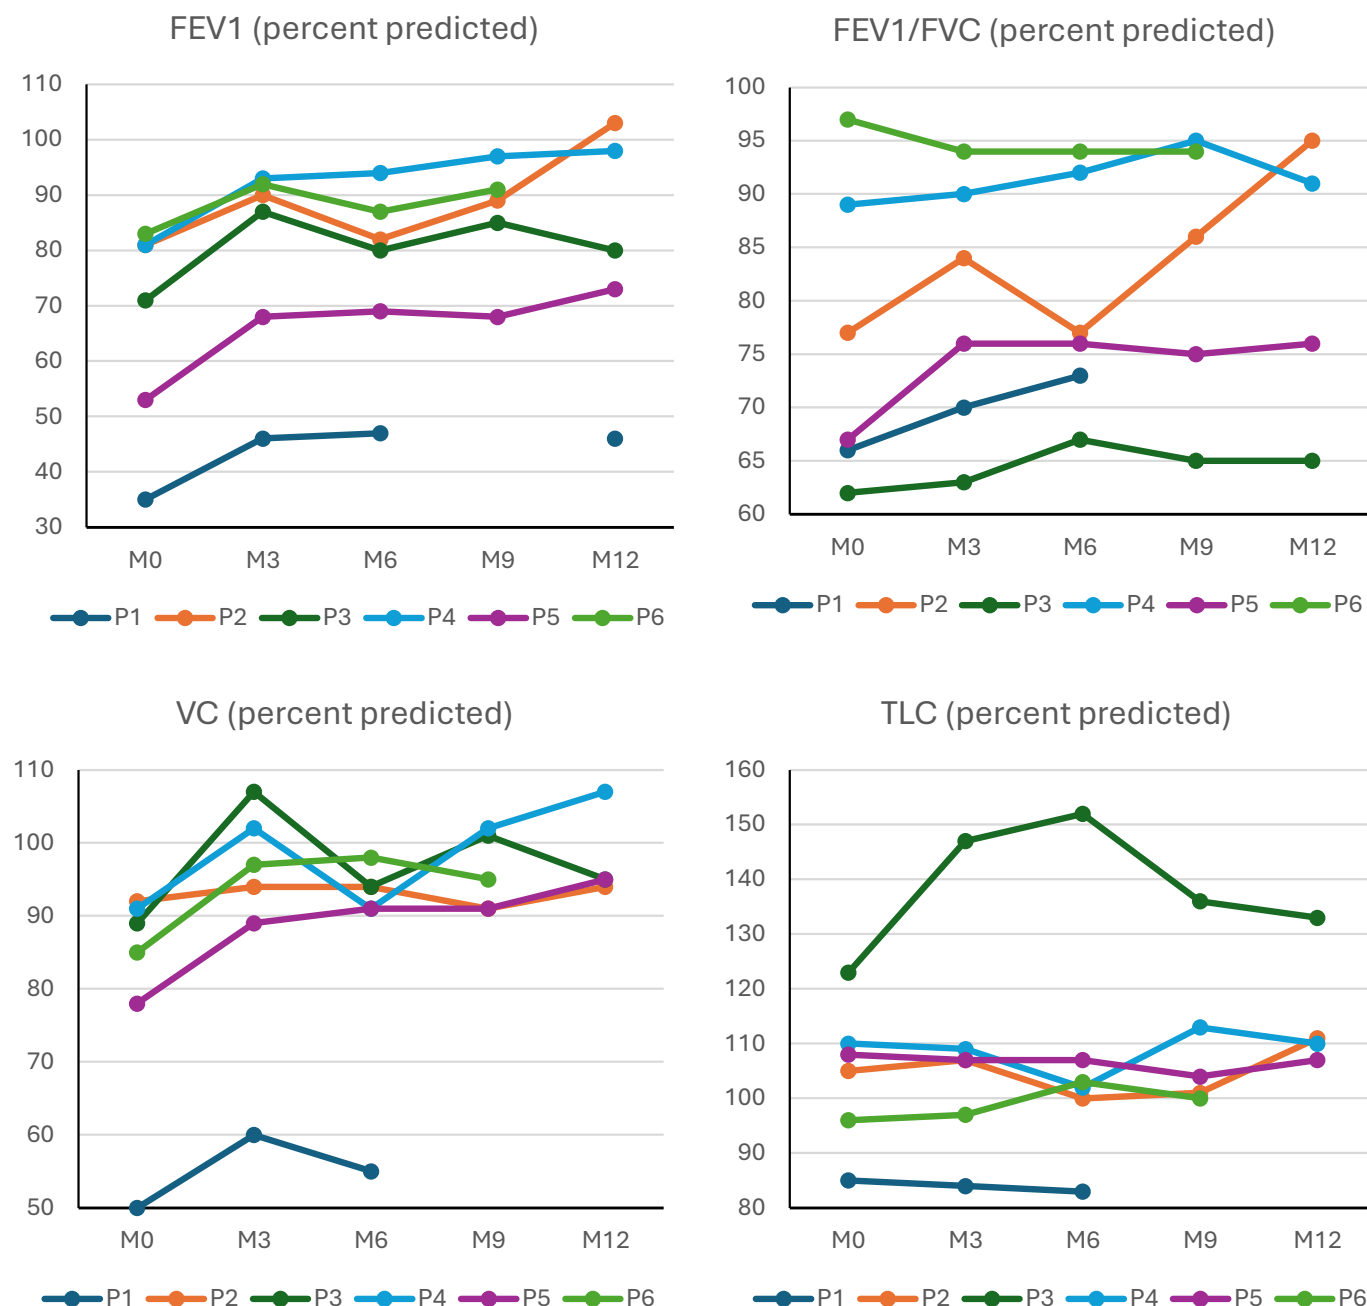 FEV1 (percent predicted)
110
100
90
80
70
60
50
40
30
M0 M3 M6 M9 M12
P1 P2 P3 P4 P5 P6
FEV1/FVC (percent predicted)
100
95
90
85
80
75
70
65
60
M0 M3 M6 M9 M12
P1 P2 P3 P4 P5 P6
VC (percent predicted)
110
100
90
80
70
60
50
M0 M3 M6 M9 M12
P1 P2 P3 P4 P5 P6
TLC (percent predicted)
160
150
140
130
120
110
100
90
80
M0 M3 M6 M9 M12
P1 P2 P3 P4 P5 P6